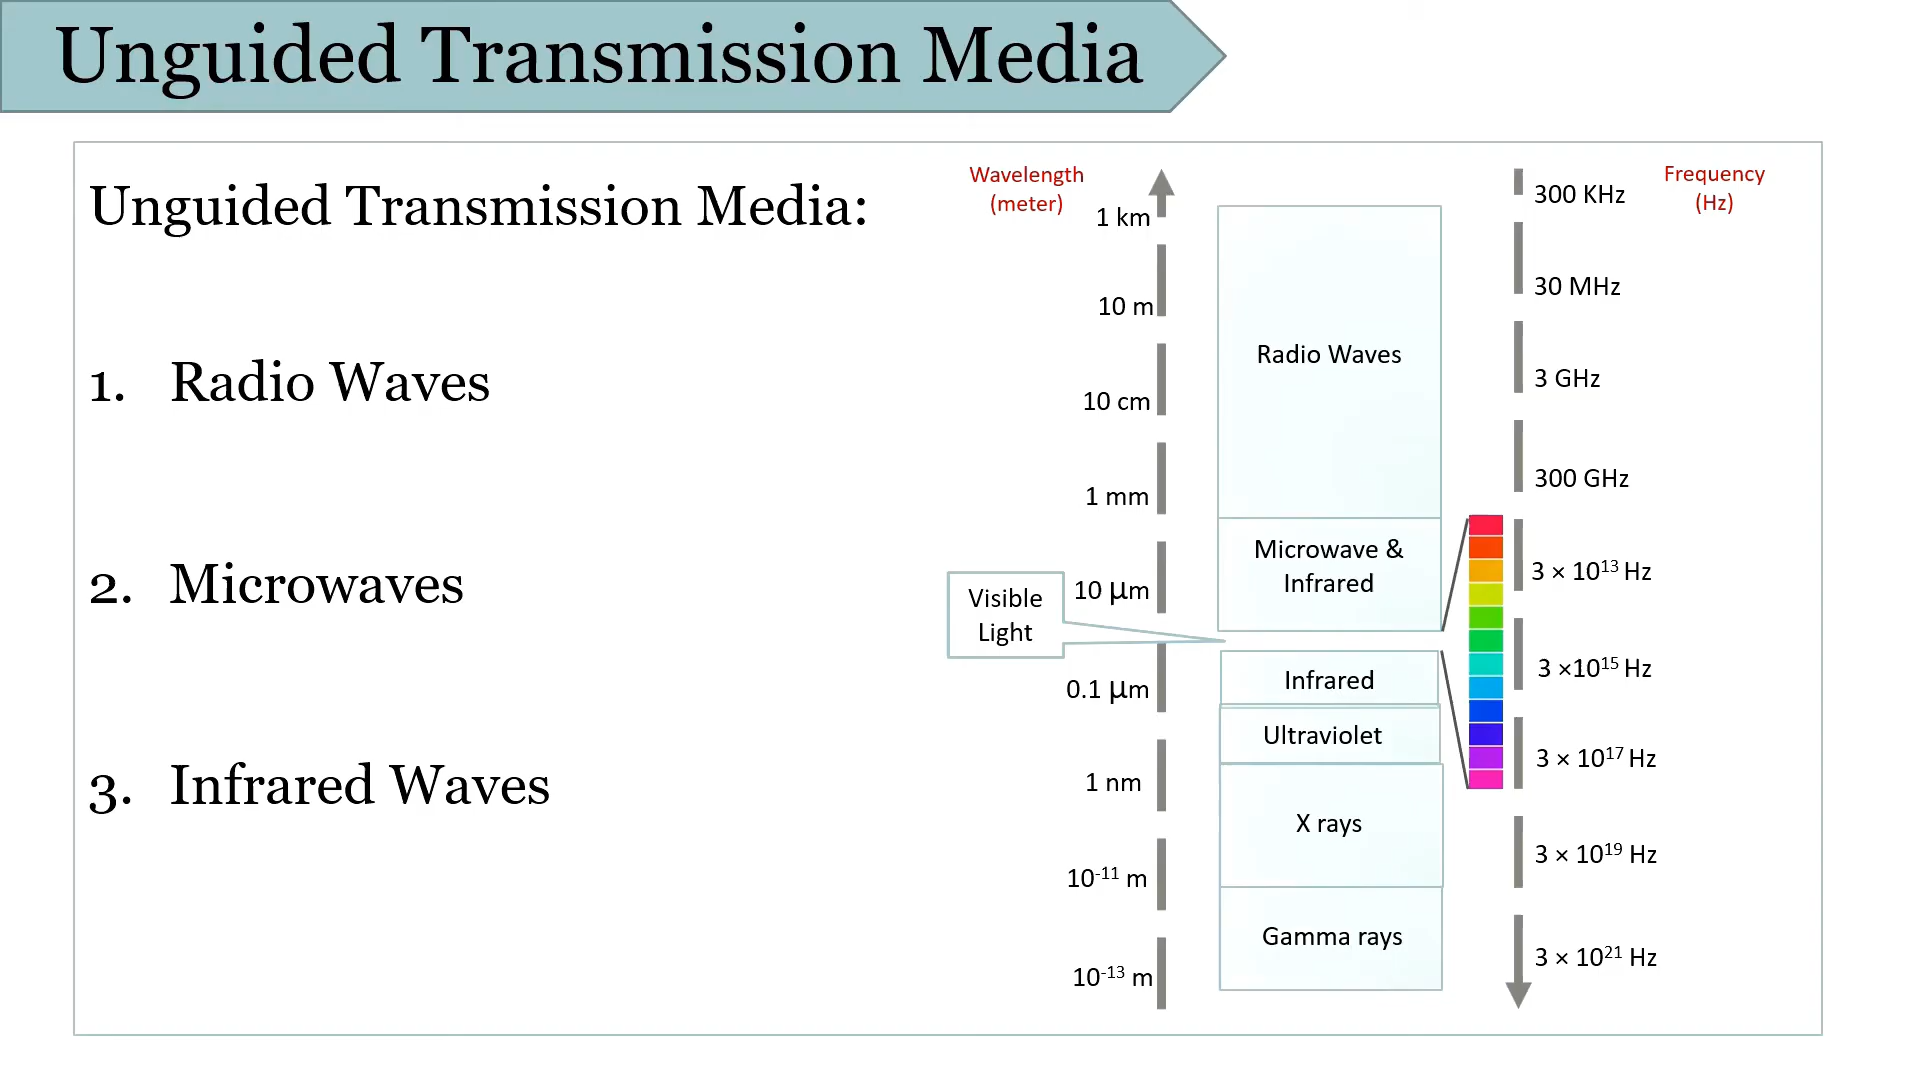 Unguided Transmission Media
Unguided Transmission Media:
1. Radio Waves
2. Microwaves
3. Infrared Waves
Wavelength
(meter)
1 km
10 m
10 cm
1 mm
10 µm
0.1 µm
1 nm
10⁻¹¹ m
10⁻¹³ m
Visible
Light
Radio Waves
Microwave &
Infrared
Infrared
Ultraviolet
X rays
Gamma rays
Frequency
(Hz)
300 KHz
30 MHz
3 GHz
300 GHz
3 × 10¹³ Hz
3 ×10¹⁵ Hz
3 × 10¹⁷ Hz
3 × 10¹⁹ Hz
3 × 10²¹ Hz